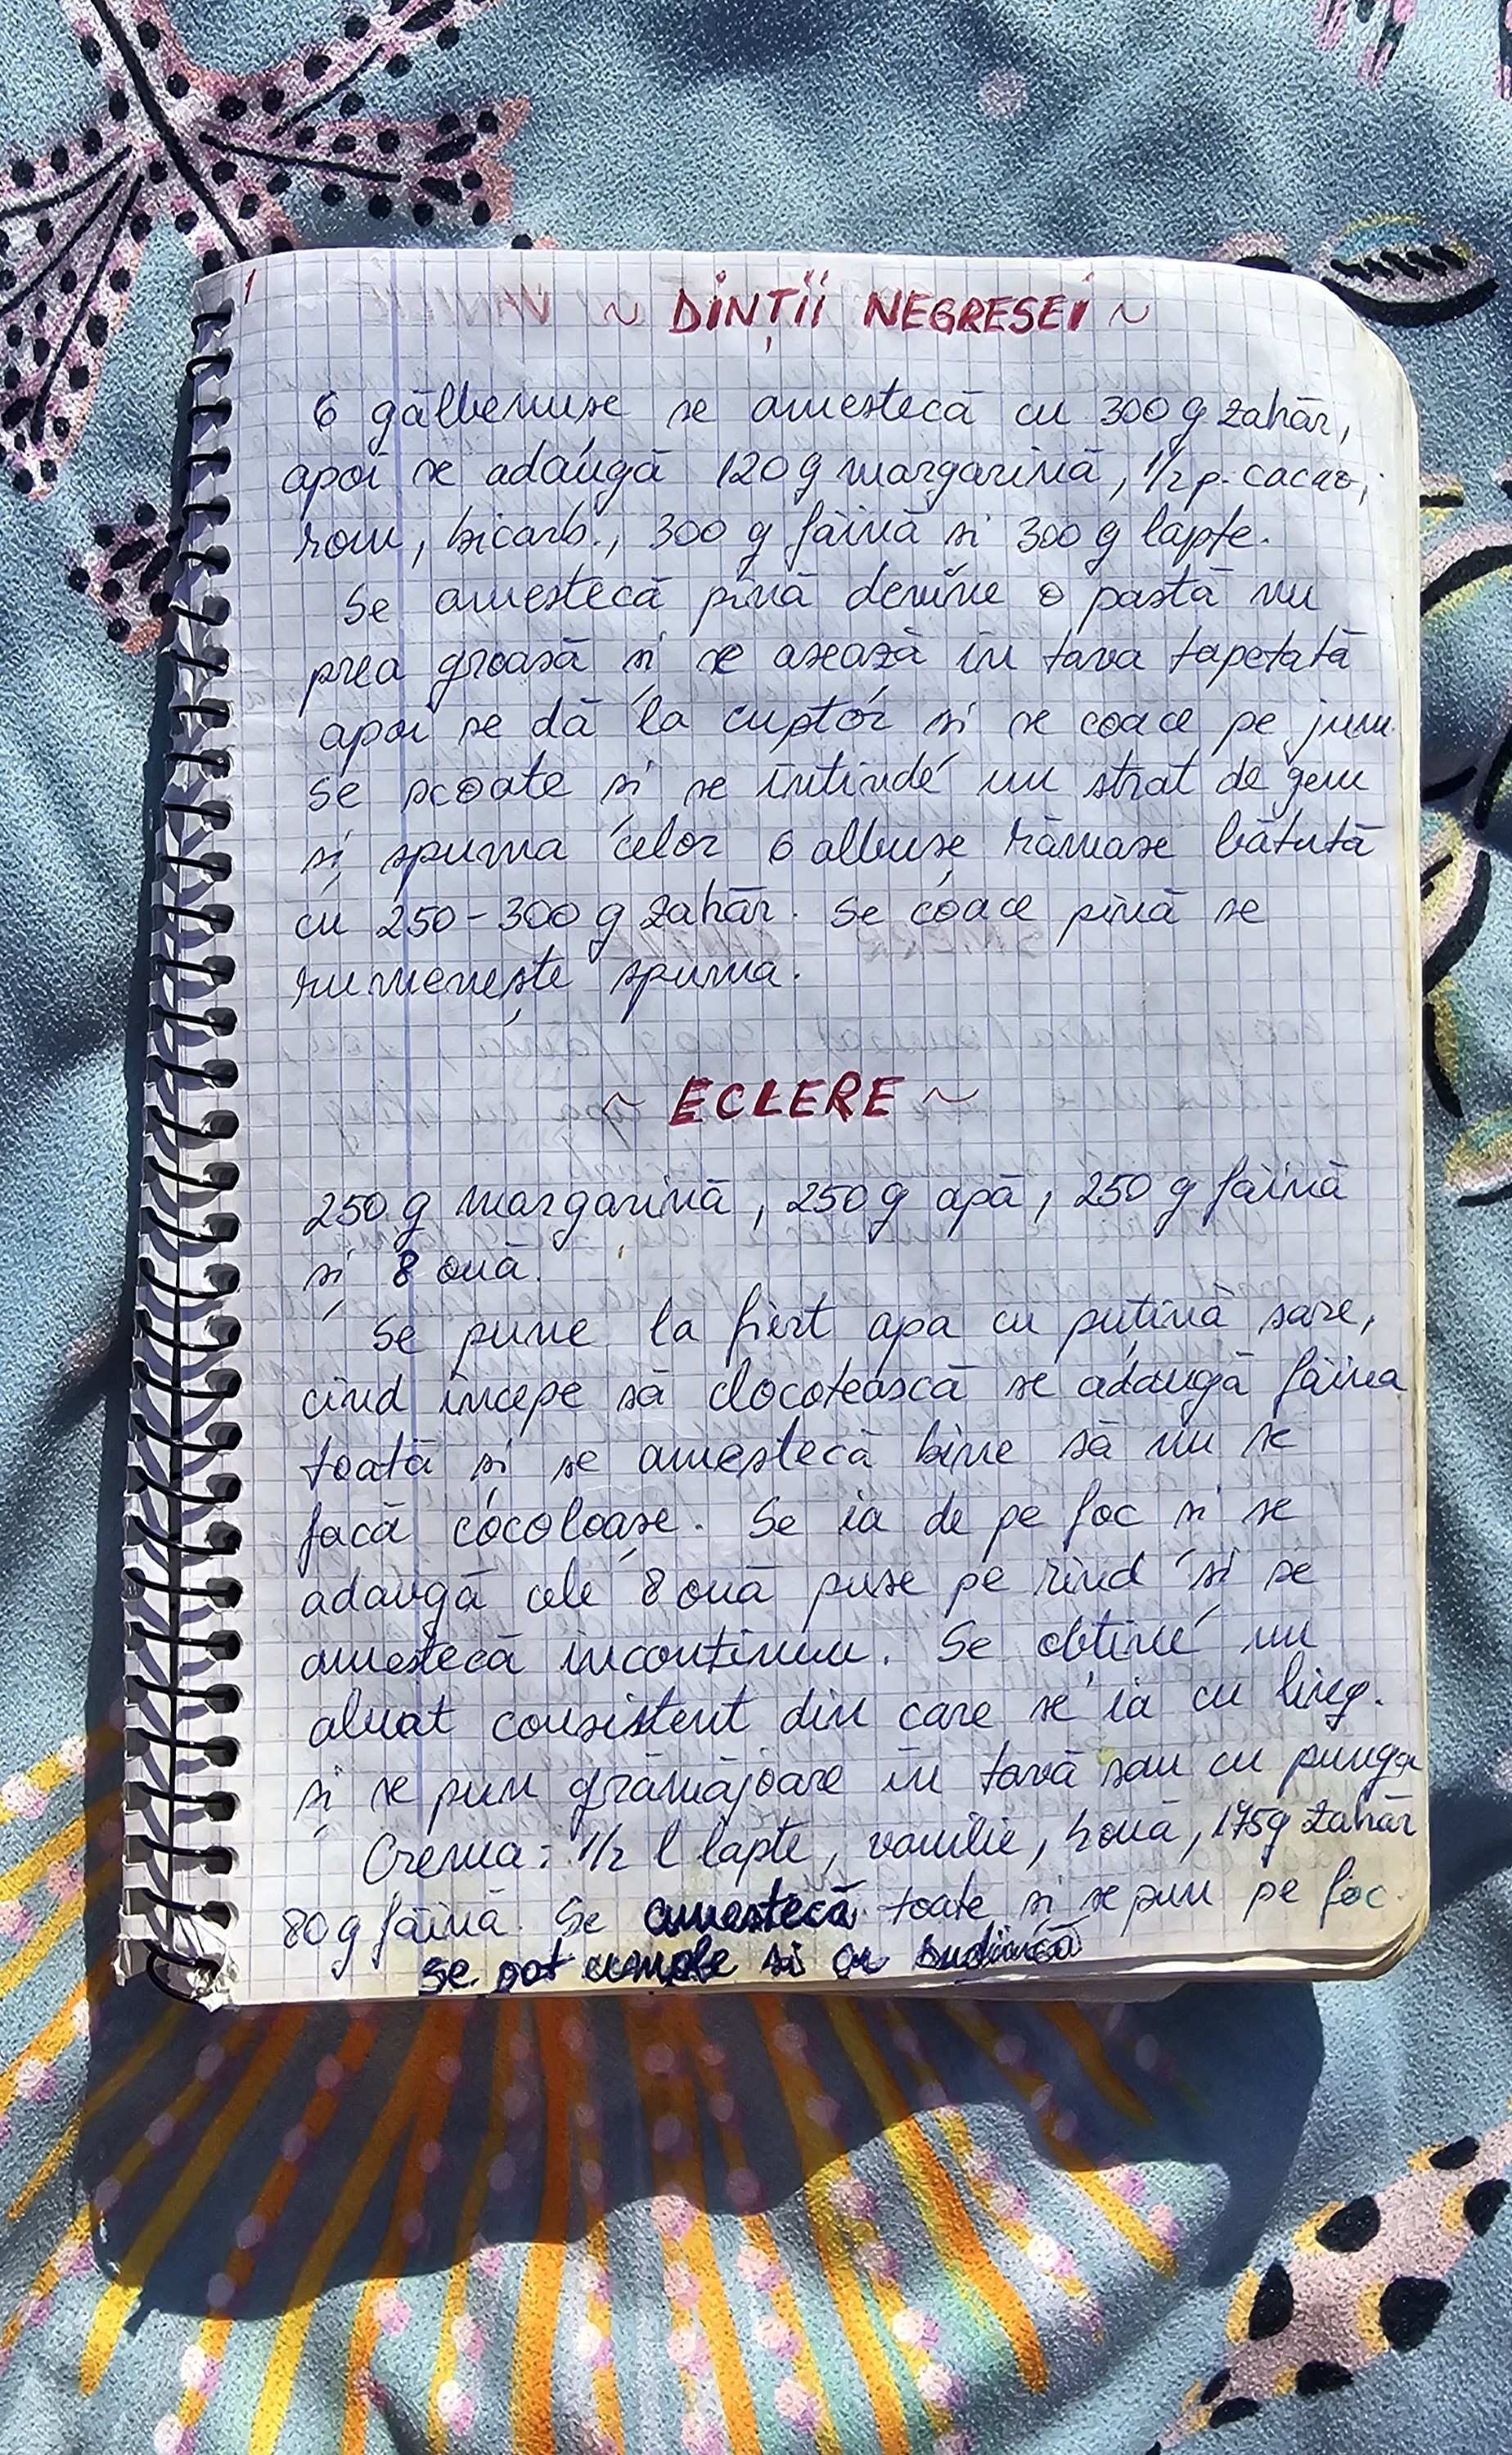 1
~ DINȚII NEGRESEI ~
6 gălbenușe se amestecă cu 300 g zahăr,
apoi se adaugă 120 g margarină, 1/2 p. cacao,
rom, bicarb., 300 g făină și 300 g lapte.
Se amestecă pînă devine o pastă nu
prea groasă și se asează în tava tapetată
apoi se dă la cuptor și se coace pe jum.
Se scoate și se întinde un strat de gem
și spuma celor 6 albușe rămase bătută
cu 250-300 g zahăr. Se coace pînă se
rumenește spuma.
~ ECLERE ~
250 g margarină, 250 g apă, 250 g făină
și 8 ouă.
Se pune la fiert apa cu puțină sare,
cînd începe să clocotească se adaugă făina
toată și se amestecă bine să nu se
facă cocoloașe. Se ia de pe foc și se
adaugă cele 8 ouă puse pe rînd și se
amestecă incontinuu. Se obține un
aluat consistent din care se ia cu ling.
și se pun grămăjoare în tavă sau cu punga
Crema: 1/2 l lapte, vanilie, ouă, 175g zahăr
80 g făină. Se amestecă toate și se pun pe foc.
Se pot umple si cu